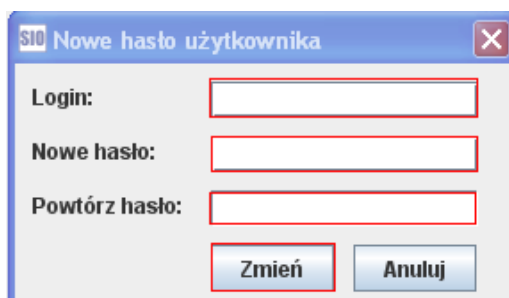 SIO Nowe hasło użytkownika
Login:
Nowe hasło:
Powtórz hasło:
Zmień Anuluj